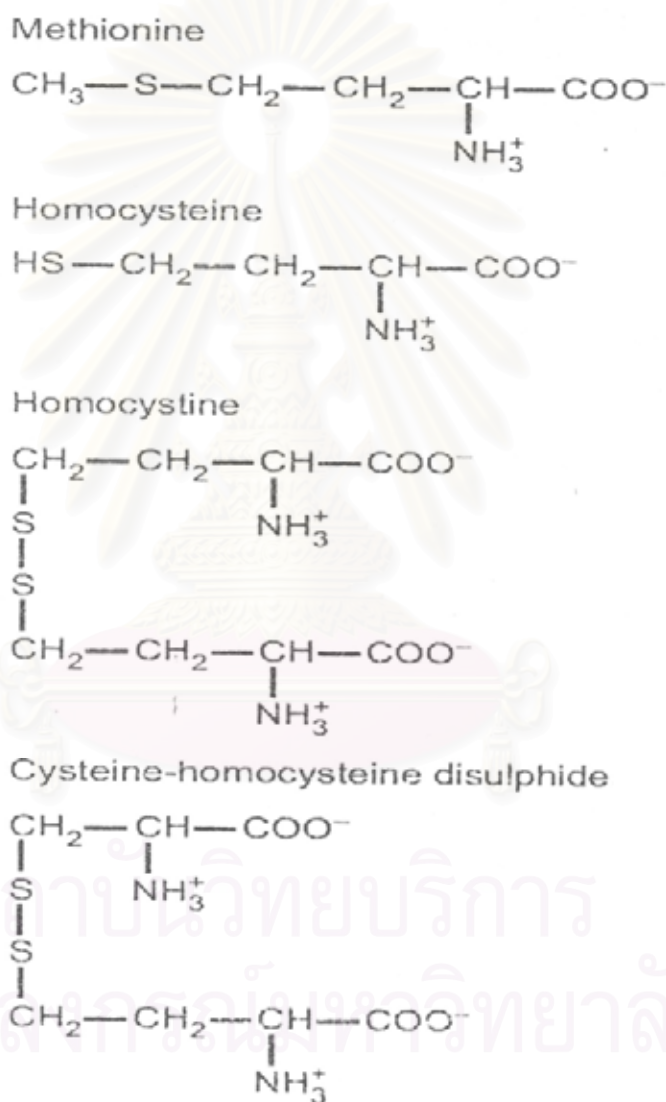 Methionine
CH₃—S—CH₂—CH₂—CH—COO⁻
NH₃⁺
Homocysteine
HS—CH₂—CH₂—CH—COO⁻
NH₃⁺
Homocystine
CH₂—CH₂—CH—COO⁻
S
NH₃⁺
S
CH₂—CH₂—CH—COO⁻
NH₃⁺
Cysteine-homocysteine disulphide
CH₂—CH—COO⁻
S
NH₃⁺
S
CH₂—CH₂—CH—COO⁻
NH₃⁺